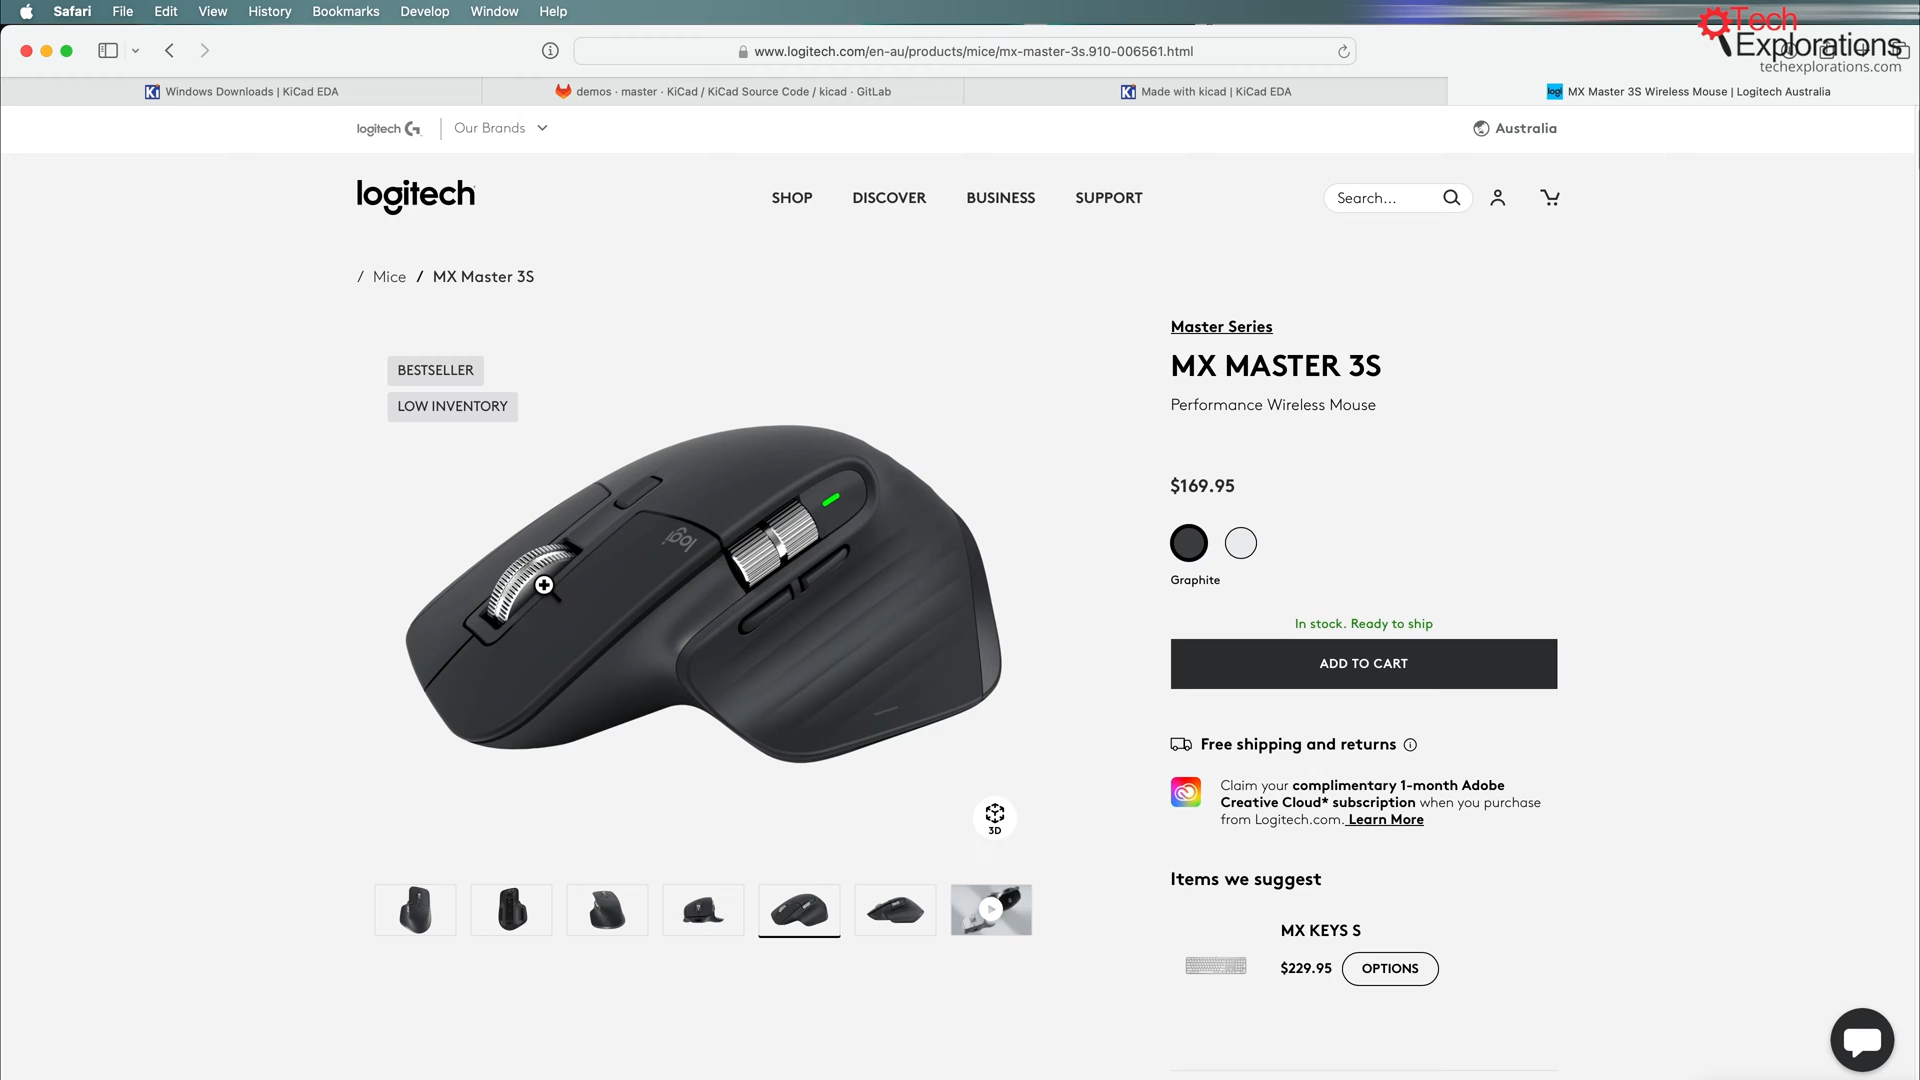 Safari File Edit View History Bookmarks Develop Window Help
Tech
Explorations
techexplorations.com
www.logitech.com/en-au/products/mice/mx-master-3s.910-006561.html
Windows Downloads | KiCad EDA
demos · master · KiCad / KiCad Source Code / kicad · GitLab
Made with kicad | KiCad EDA
logi
MX Master 3S Wireless Mouse | Logitech Australia
logitech G
Our Brands
Australia
logitech
SHOP DISCOVER BUSINESS SUPPORT
Search...
/ Mice / MX Master 3S
BESTSELLER
LOW INVENTORY
logi
3D
Master Series
MX MASTER 3S
Performance Wireless Mouse
$169.95
Graphite
In stock. Ready to ship
ADD TO CART
Free shipping and returns
Claim your complimentary 1-month Adobe
Creative Cloud* subscription when you purchase
from Logitech.com. Learn More
Items we suggest
MX KEYS S
$229.95 OPTIONS